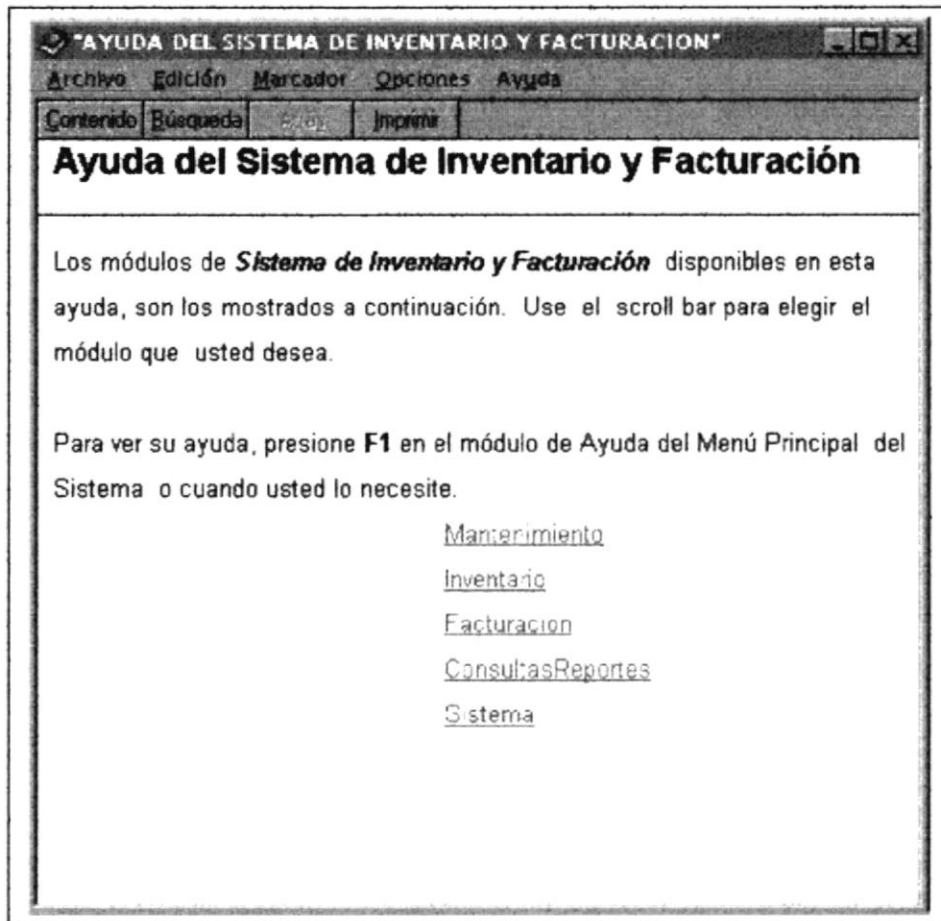 "AYUDA DEL SISTEMA DE INVENTARIO Y FACTURACION"
Archivo Edición Marcador Opciones Ayuda
Contenido Búsqueda Imprimir
Ayuda del Sistema de Inventario y Facturación
Los módulos de Sistema de Inventario y Facturación disponibles en esta
ayuda, son los mostrados a continuación. Use el scroll bar para elegir el
módulo que usted desea.
Para ver su ayuda, presione F1 en el módulo de Ayuda del Menú Principal del
Sistema o cuando usted lo necesite.
Mantenimiento
Inventario
Facturacion
ConsultasReportes
Sistema